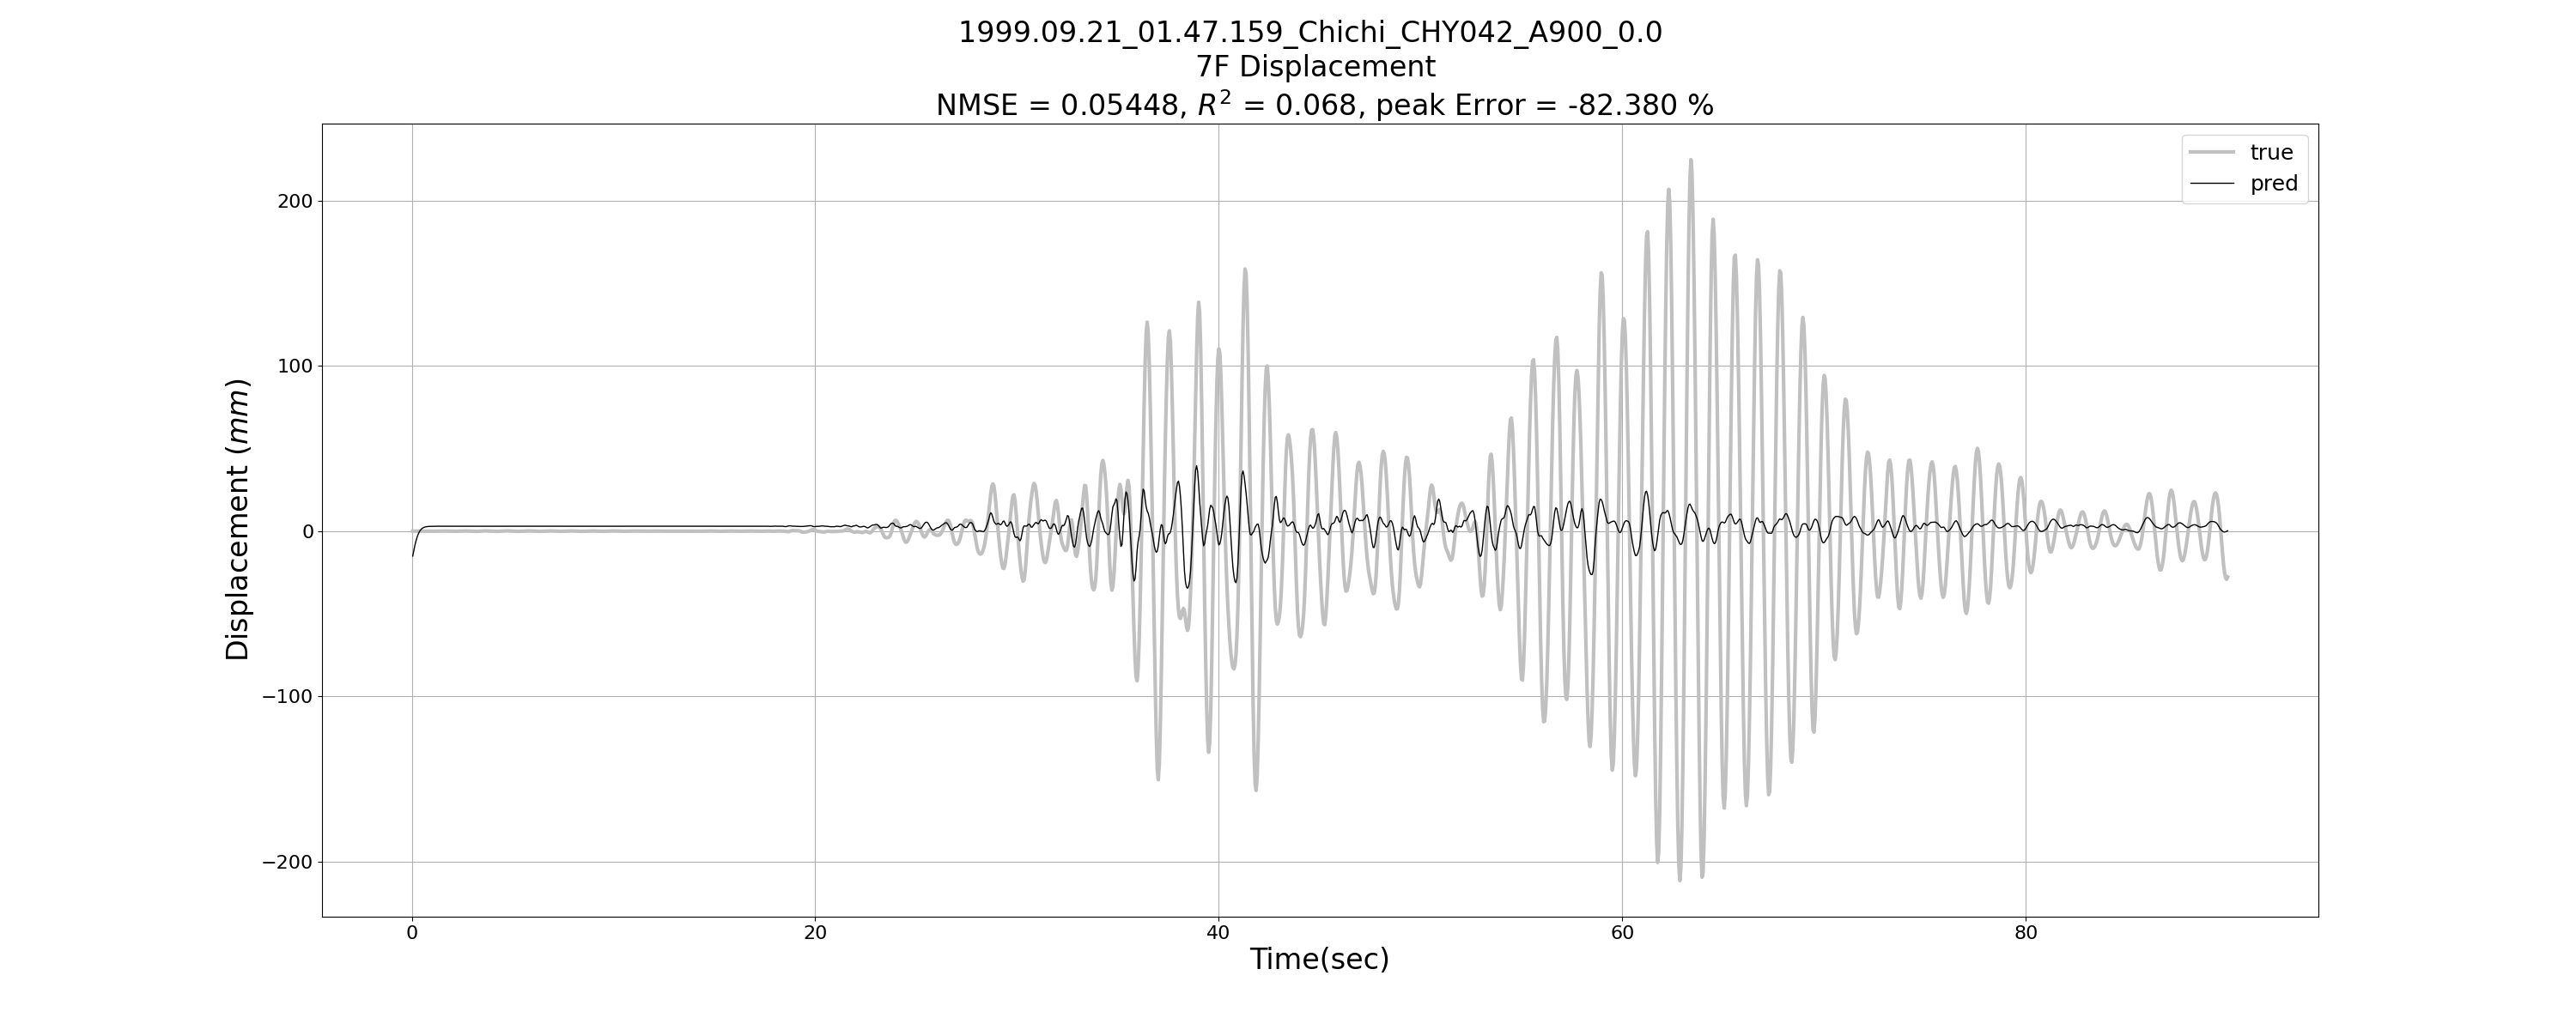 1999.09.21_01.47.159_Chichi_CHY042_A900_0.0
7F Displacement
NMSE = 0.05448, R² = 0.068, peak Error = -82.380 %
true
pred
200
100
0
−100
−200
Displacement (mm)
0 20 40 60 80
Time(sec)